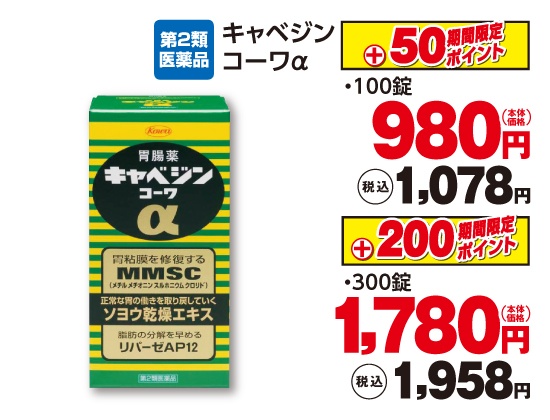 第2類
医薬品
キャベジン
コーワα
+50 期間限定
ポイント
・100錠
980円(本体価格)
税込1,078円
+200 期間限定
ポイント
・300錠
1,780円(本体価格)
税込1,958円
Kowa
胃腸薬
キャベジン
コーワ
α
胃粘膜を修復する
MMSC
(メチルメチオニンスルホニウムクロリド)
正常な胃の働きを取り戻していく
ソヨウ乾燥エキス
脂肪の分解を早める
リパーゼAP12
第2類医薬品